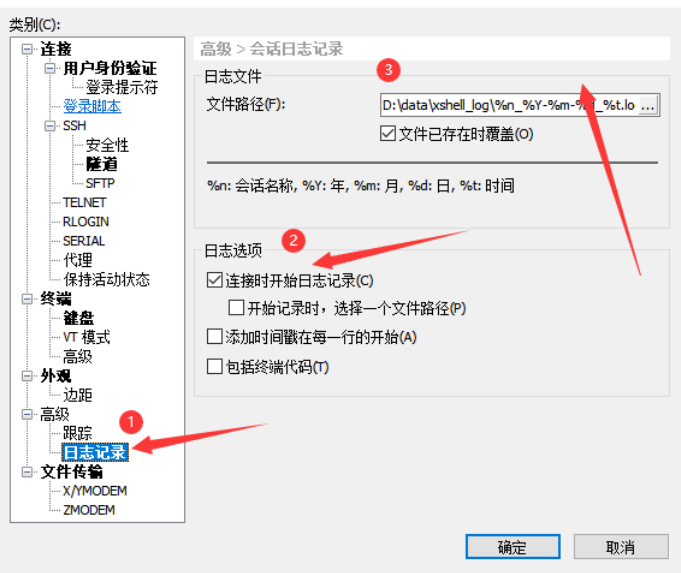 类别(C):
连接
用户身份验证
登录提示符
登录脚本
SSH
安全性
隧道
SFTP
TELNET
RLOGIN
SERIAL
代理
保持活动状态
终端
键盘
VT 模式
高级
外观
边距
高级
跟踪
日志记录
文件传输
X/YMODEM
ZMODEM
1
高级 > 会话日志记录
3
日志文件
文件路径(F):
D:\data\xshell_log\%n_%Y-%m-%d_%t.lo ...
文件已存在时覆盖(O)
%n: 会话名称, %Y: 年, %m: 月, %d: 日, %t: 时间
2
日志选项
连接时开始日志记录(C)
开始记录时，选择一个文件路径(P)
添加时间戳在每一行的开始(A)
包括终端代码(T)
确定
取消